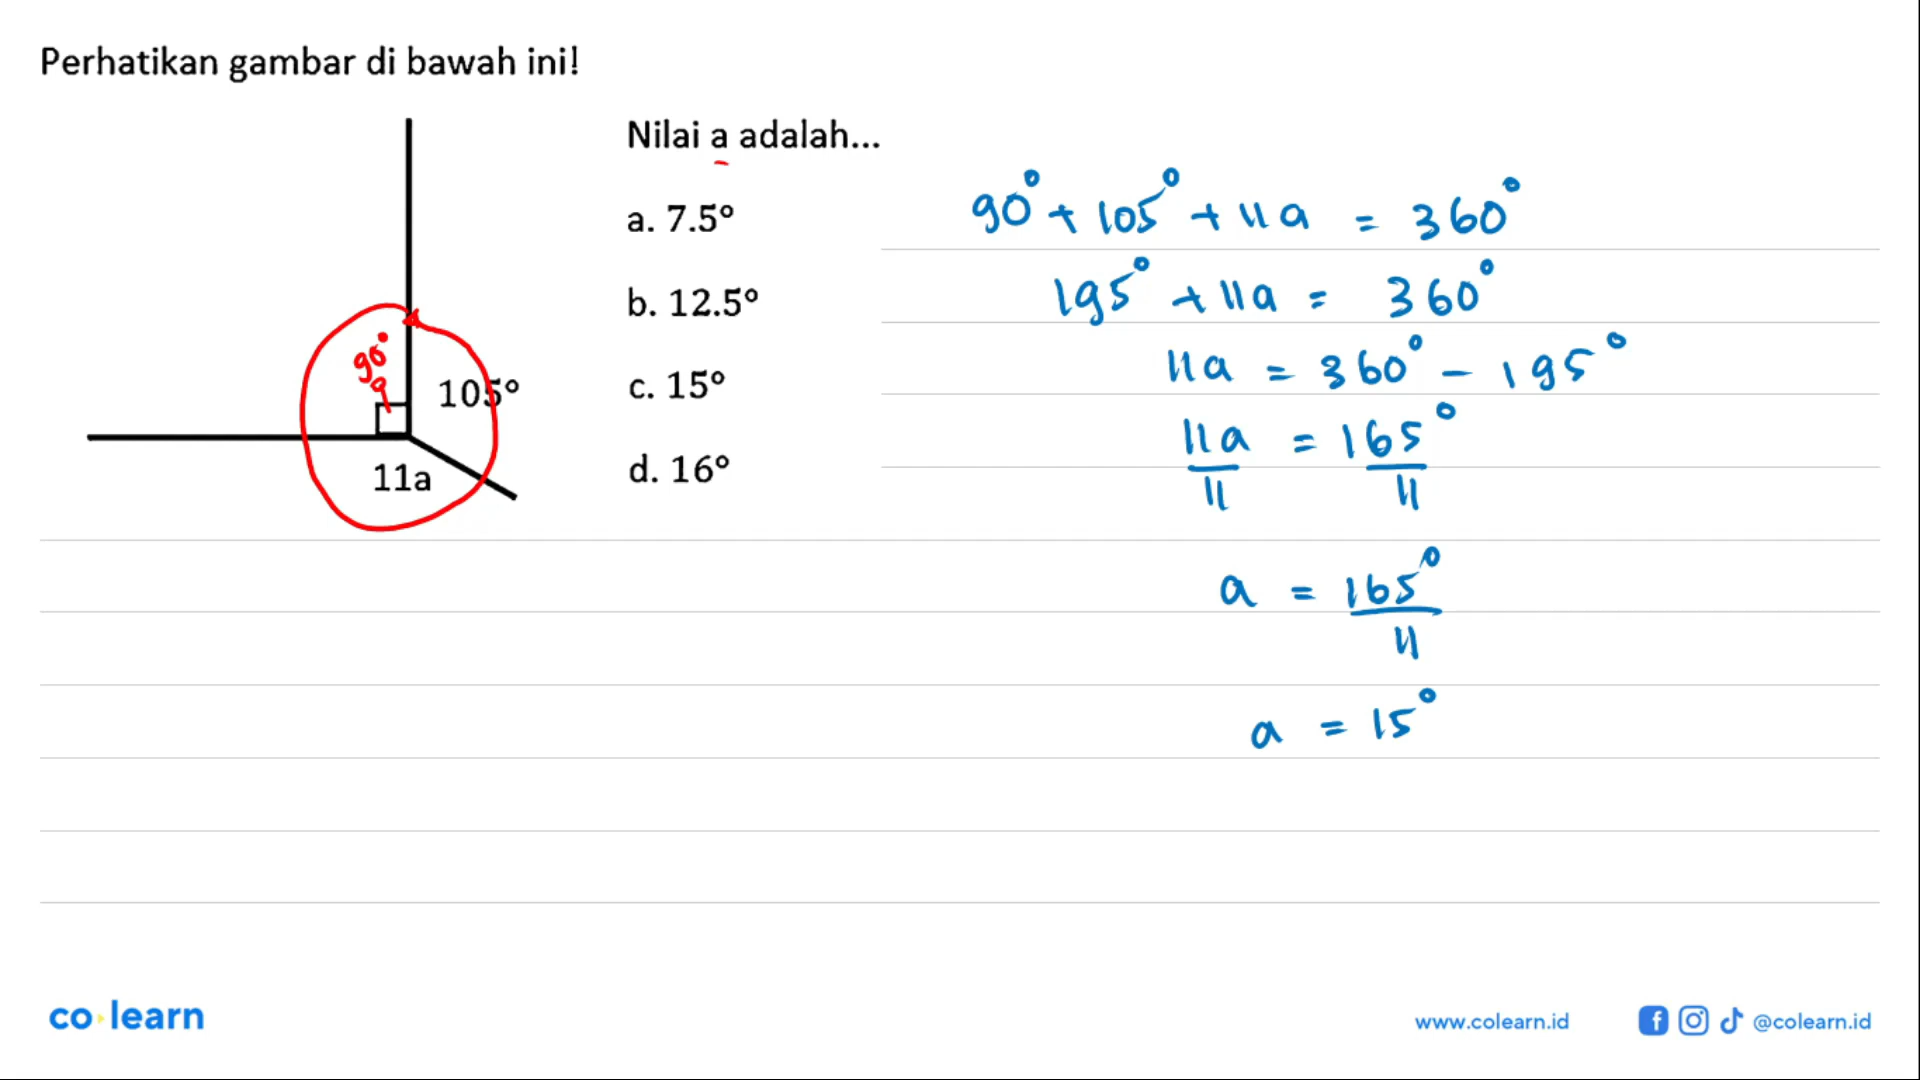 Perhatikan gambar di bawah ini!
90°
105°
11a
Nilai a adalah...
a. 7.5°
b. 12.5°
c. 15°
d. 16°
90° + 105° + 11a = 360°
195° + 11a = 360°
11a = 360° - 195°
11a = 165°
11 11
a = 165°
11
a = 15°
co learn
www.colearn.id
@colearn.id